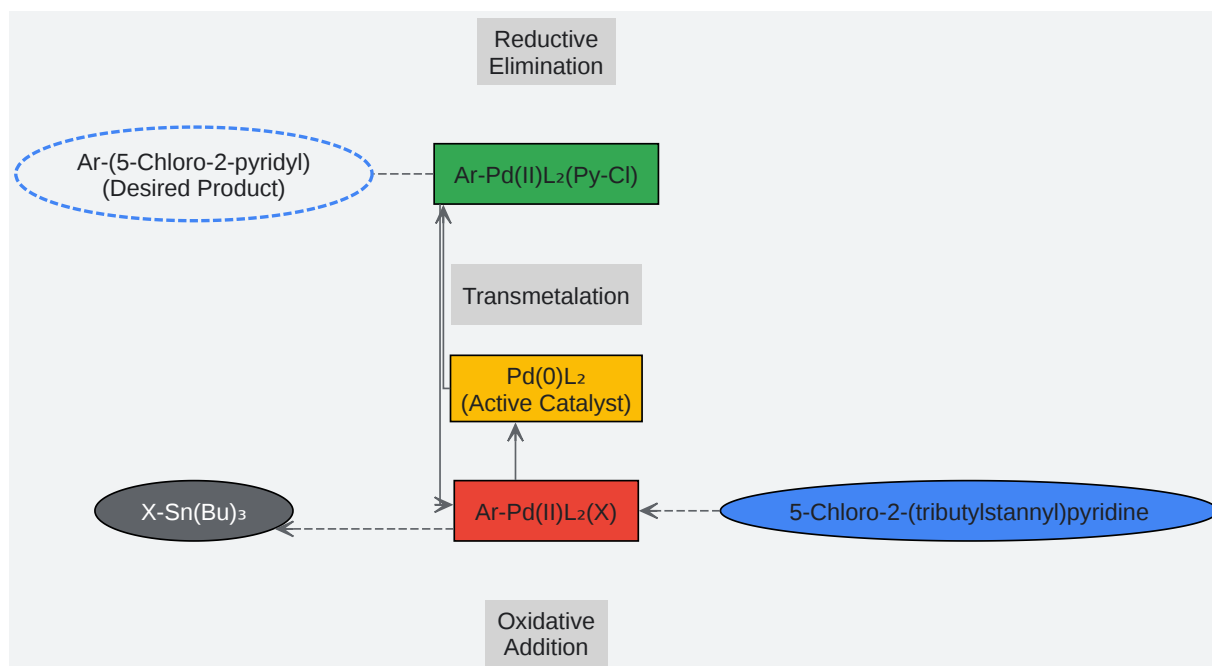 Reductive
Elimination
Ar-(5-Chloro-2-pyridyl)
(Desired Product)
Ar-Pd(II)L₂(Py-Cl)
Transmetalation
Pd(0)L₂
(Active Catalyst)
X-Sn(Bu)₃
Ar-Pd(II)L₂(X)
5-Chloro-2-(tributylstannyl)pyridine
Oxidative
Addition